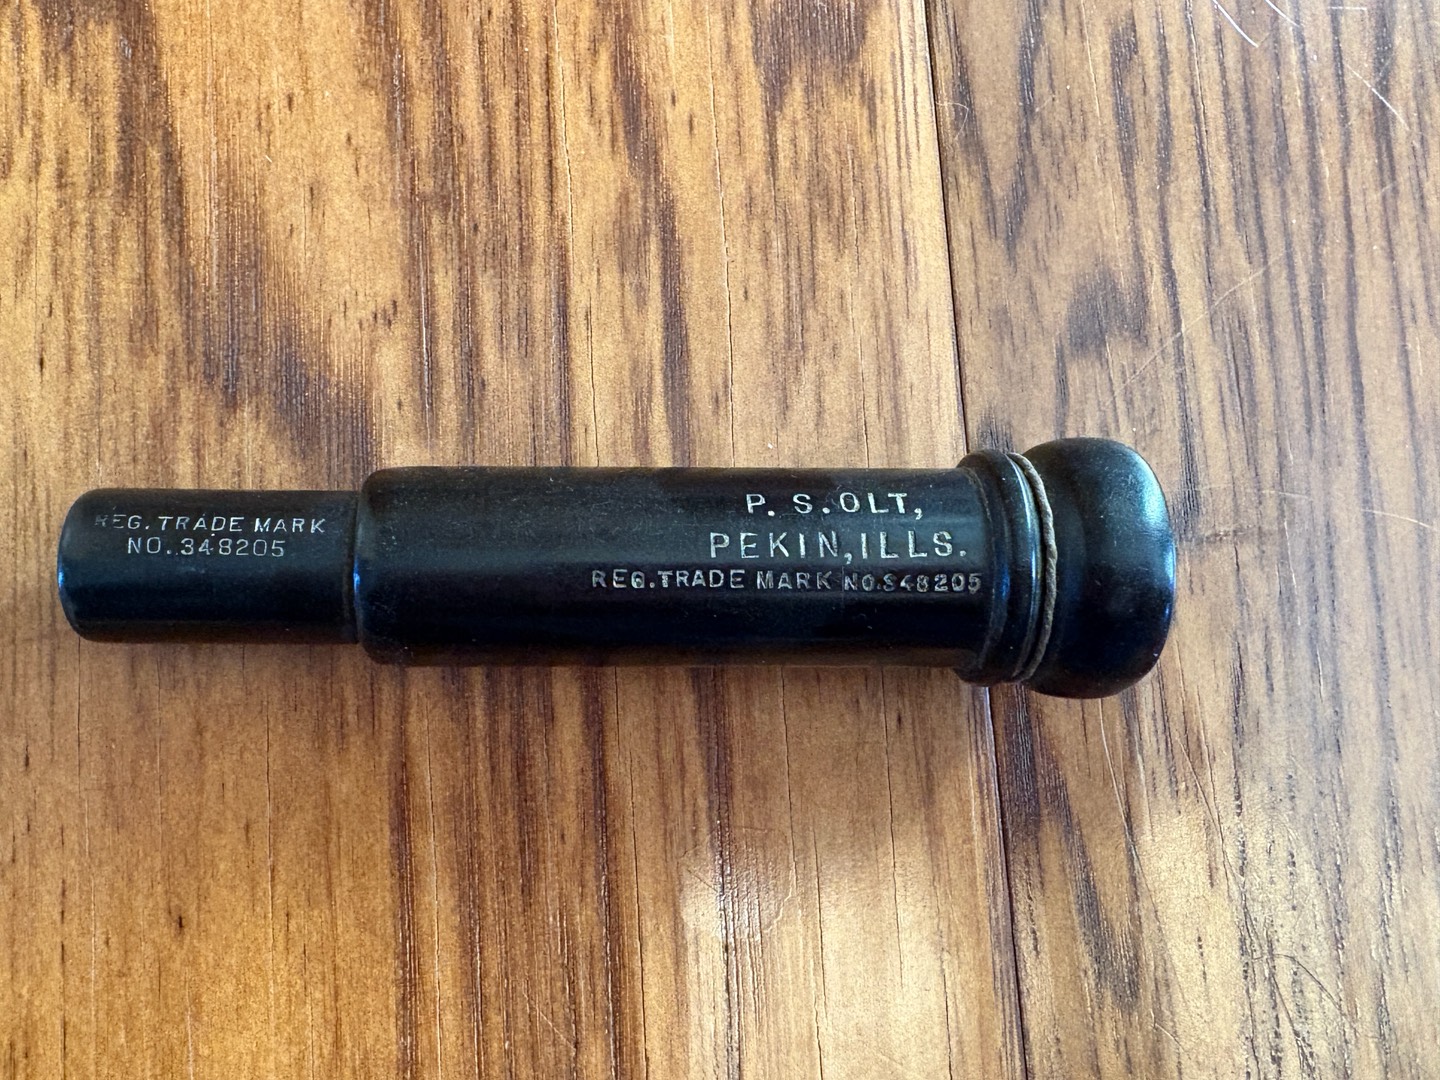 REG. TRADE MARK
NO. 348205
P. S. OLT,
PEKIN, ILLS.
REG. TRADE MARK NO. 348205